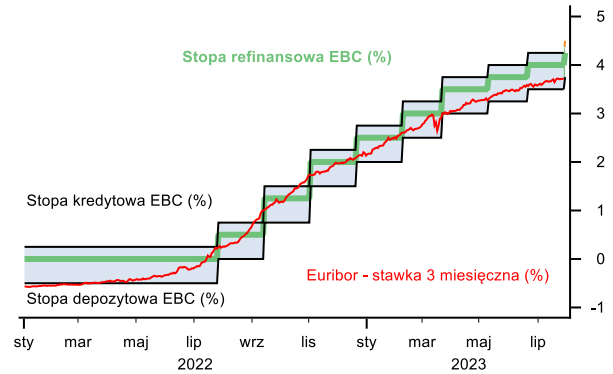 Stopa refinansowa EBC (%)
Stopa kredytowa EBC (%)
Euribor - stawka 3 miesięczna (%)
Stopa depozytowa EBC (%)
5
4
3
2
1
0
-1
sty mar maj lip wrz lis sty mar maj lip
2022 2023